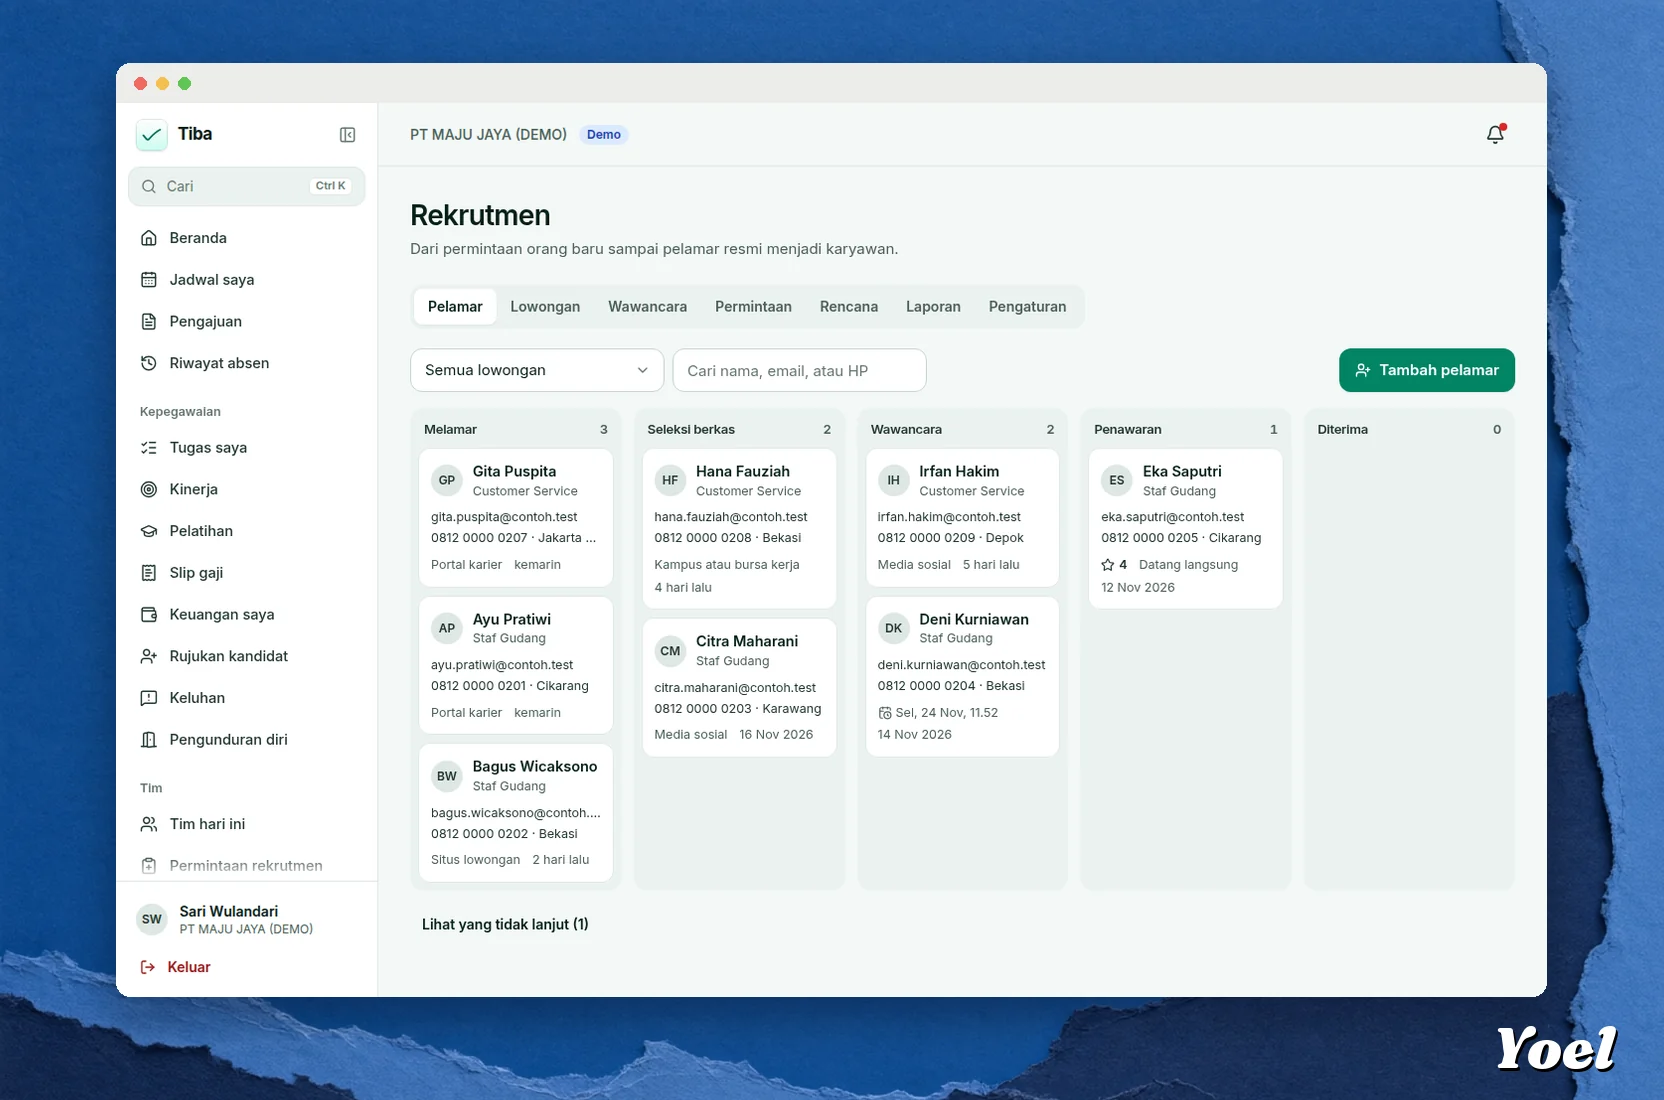 Tiba
Cari
Ctrl K
Beranda
Jadwal saya
Pengajuan
Riwayat absen
Kepegawaian
Tugas saya
Kinerja
Pelatihan
Slip gaji
Keuangan saya
Rujukan kandidat
Keluhan
Pengunduran diri
Tim
Tim hari ini
Permintaan rekrutmen
SW
Sari Wulandari
PT MAJU JAYA (DEMO)
Keluar
PT MAJU JAYA (DEMO)
Demo
Rekrutmen
Dari permintaan orang baru sampai pelamar resmi menjadi karyawan.
Pelamar
Lowongan
Wawancara
Permintaan
Rencana
Laporan
Pengaturan
Semua lowongan
Cari nama, email, atau HP
Tambah pelamar
Melamar 3
GP
Gita Puspita
Customer Service
gita.puspita@contoh.test
0812 0000 0207 · Jakarta ...
Portal karier kemarin
AP
Ayu Pratiwi
Staf Gudang
ayu.pratiwi@contoh.test
0812 0000 0201 · Cikarang
Portal karier kemarin
BW
Bagus Wicaksono
Staf Gudang
bagus.wicaksono@contoh....
0812 0000 0202 · Bekasi
Situs lowongan 2 hari lalu
Seleksi berkas 2
HF
Hana Fauziah
Customer Service
hana.fauziah@contoh.test
0812 0000 0208 · Bekasi
Kampus atau bursa kerja
4 hari lalu
CM
Citra Maharani
Staf Gudang
citra.maharani@contoh.test
0812 0000 0203 · Karawang
Media sosial 16 Nov 2026
Wawancara 2
IH
Irfan Hakim
Customer Service
irfan.hakim@contoh.test
0812 0000 0209 · Depok
Media sosial 5 hari lalu
DK
Deni Kurniawan
Staf Gudang
deni.kurniawan@contoh.test
0812 0000 0204 · Bekasi
Sel, 24 Nov, 11.52
14 Nov 2026
Penawaran 1
ES
Eka Saputri
Staf Gudang
eka.saputri@contoh.test
0812 0000 0205 · Cikarang
4 Datang langsung
12 Nov 2026
Diterima 0
Lihat yang tidak lanjut (1)
Yoel